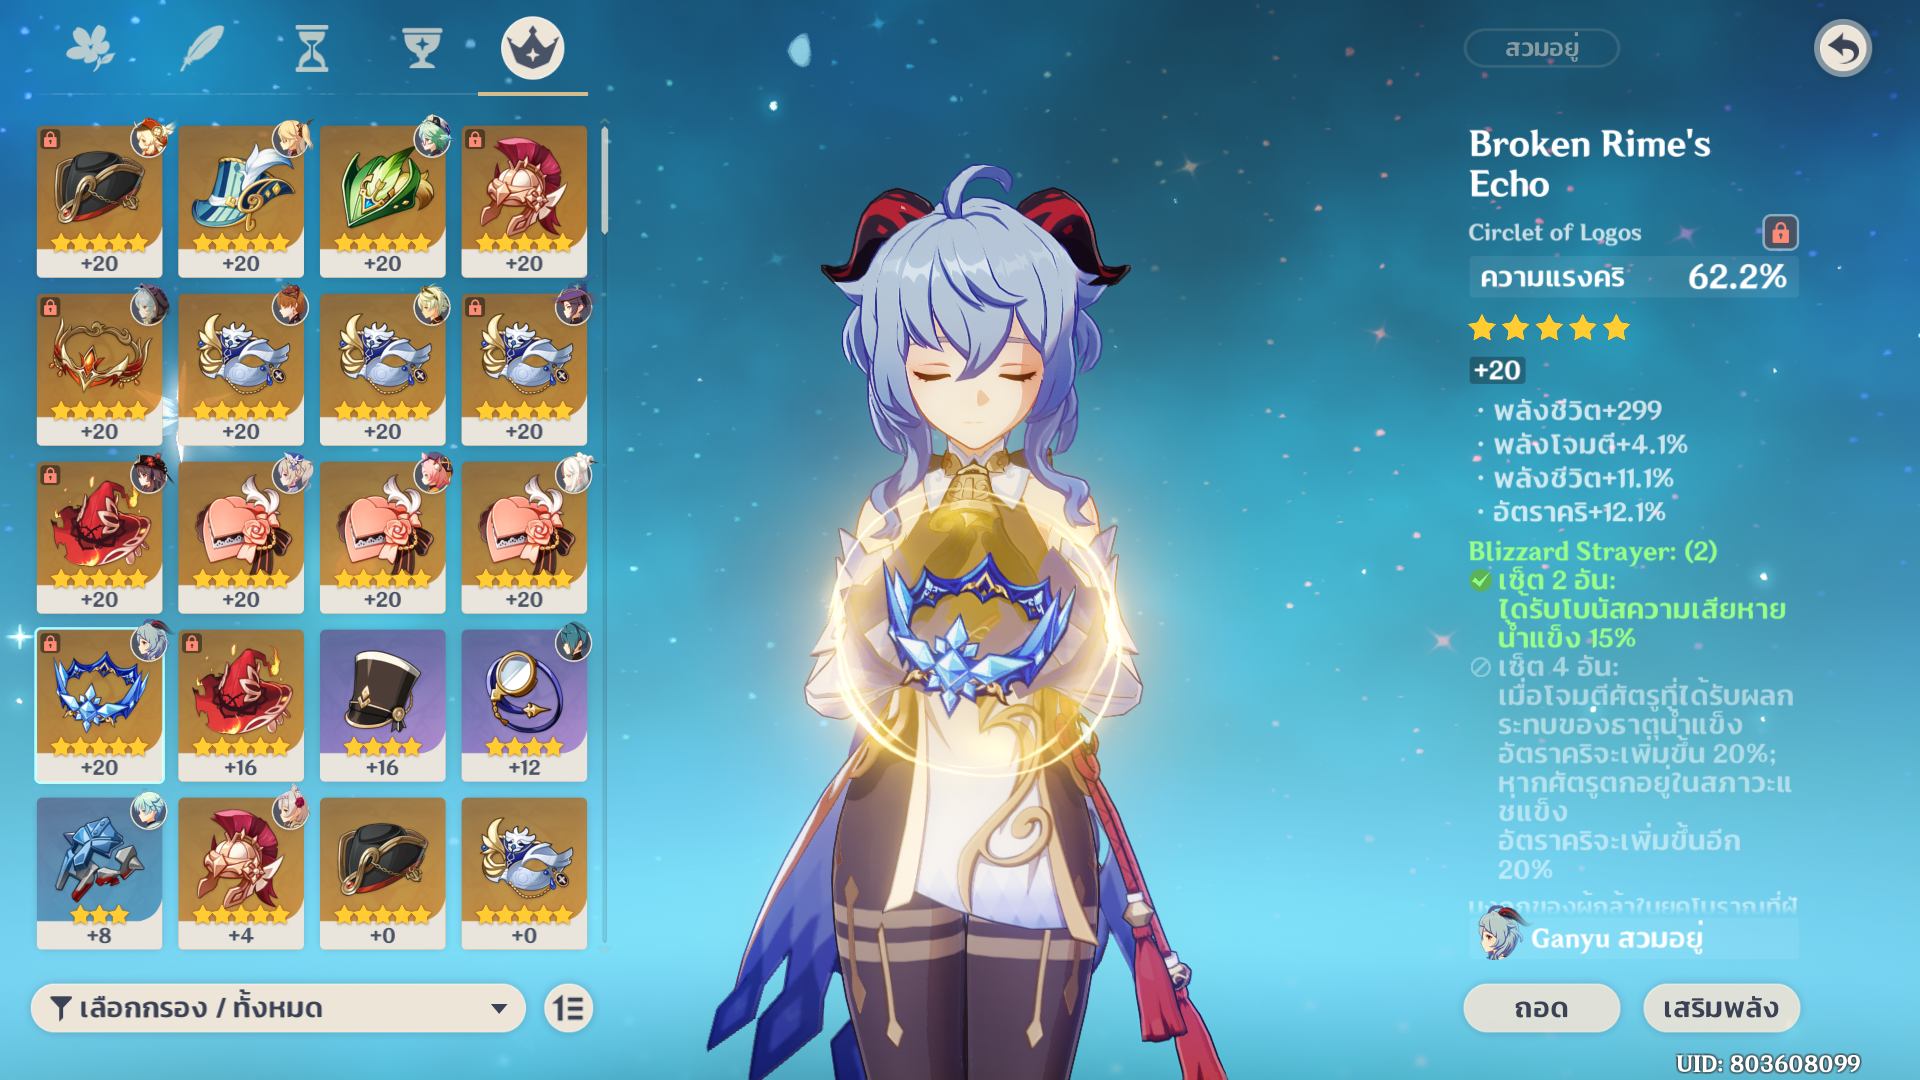 สวมอยู่
Broken Rime's
Echo
Circlet of Logos
ความแรงคริ 62.2%
+20
· พลังชีวิต+299
· พลังโจมตี+4.1%
· พลังชีวิต+11.1%
· อัตราคริ+12.1%
Blizzard Strayer: (2)
เซ็ต 2 อัน:
ได้รับโบนัสความเสียหาย
น้ำแข็ง 15%
เซ็ต 4 อัน:
เมื่อโจมตีศัตรูที่ได้รับผลก
ระทบของธาตุน้ำแข็ง
อัตราคริจะเพิ่มขึ้น 20%;
หากศัตรูตกอยู่ในสภาวะแ
ช่แข็ง
อัตราคริจะเพิ่มขึ้นอีก
20%
Ganyu สวมอยู่
ถอด เสริมพลัง
UID: 803608099
+20 +20 +20 +20
+20 +20 +20 +20
+20 +20 +20 +20
+20 +16 +16 +12
+8 +4 +0 +0
เลือกกรอง / ทั้งหมด